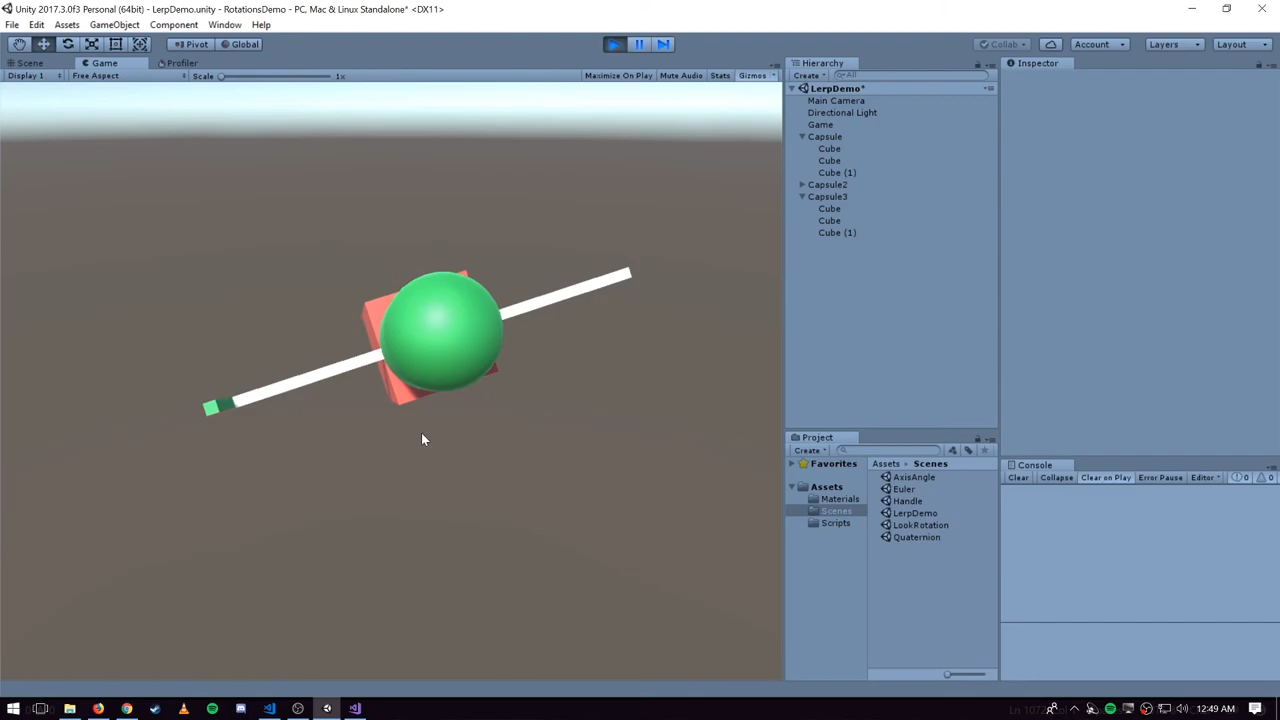 Unity 2017.3.0f3 Personal (64bit) - LerpDemo.unity - RotationsDemo - PC, Mac & Linux Standalone* <DX11>
File Edit Assets GameObject Component Window Help
Pivot Global Collab Account Layers Layout
Scene Game Profiler Hierarchy Inspector
Display 1 Free Aspect Scale 1x Maximize On Play Mute Audio Stats Gizmos Create All
LerpDemo*
Main Camera
Directional Light
Game
Capsule
Cube
Cube
Cube (1)
Capsule2
Capsule3
Cube
Cube
Cube (1)
Project
Create
Favorites
Assets
Materials
Scenes
Scripts
Assets Scenes
AxisAngle
Euler
Handle
LerpDemo
LookRotation
Quaternion
Console
Clear Collapse Clear on Play Error Pause Editor 0 0
12:49 AM